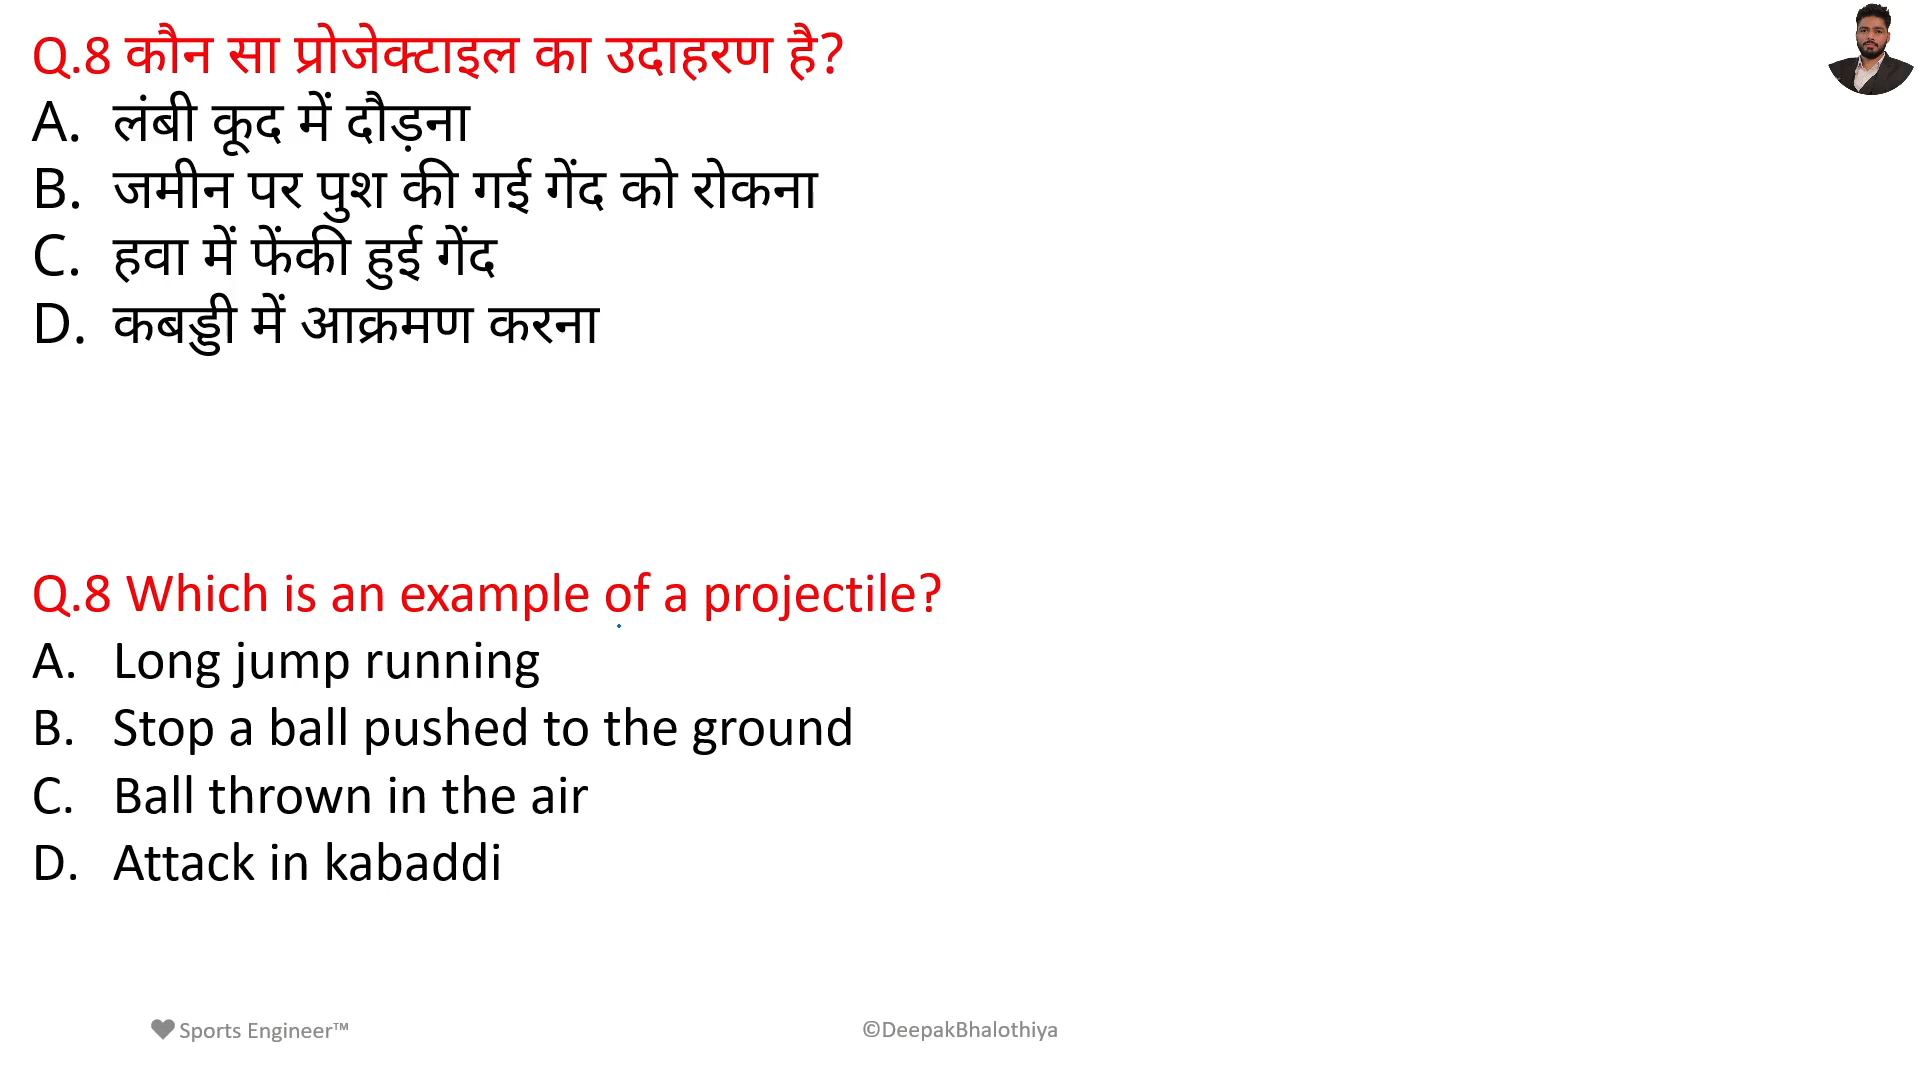 Q.8 कौन सा प्रोजेक्टाइल का उदाहरण है?
A. लंबी कूद में दौड़ना
B. जमीन पर पुश की गई गेंद को रोकना
C. हवा में फेंकी हुई गेंद
D. कबड्डी में आक्रमण करना
Q.8 Which is an example of a projectile?
A. Long jump running
B. Stop a ball pushed to the ground
C. Ball thrown in the air
D. Attack in kabaddi
Sports Engineer™
©DeepakBhalothiya